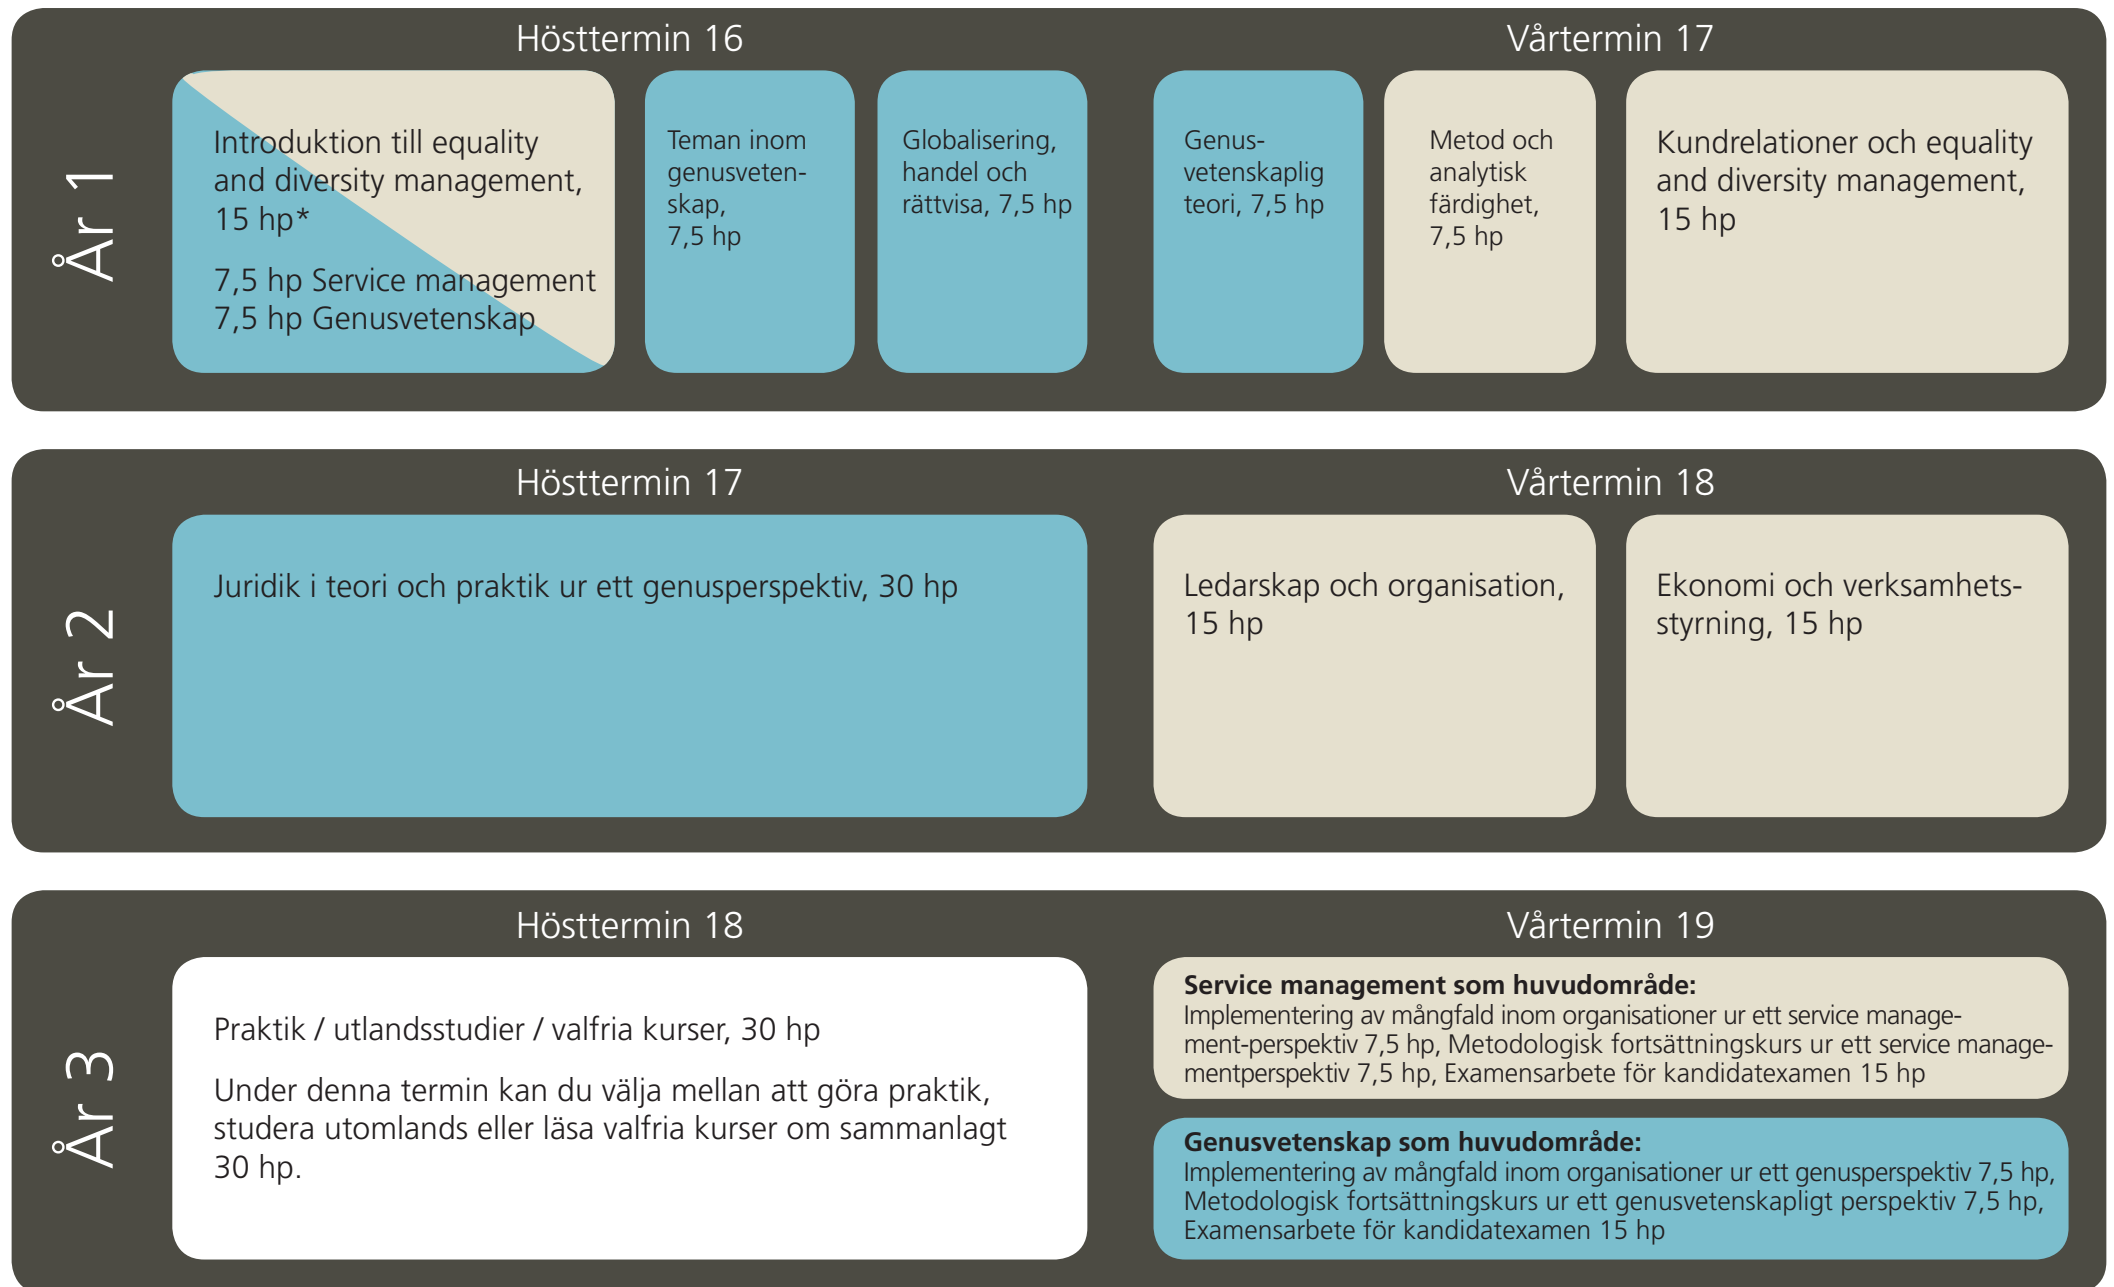 År 1
Hösttermin 16
Introduktion till equality
and diversity management,
15 hp*
7,5 hp Service management
7,5 hp Genusvetenskap
Teman inom
genusveten-
skap,
7,5 hp
Globalisering,
handel och
rättvisa, 7,5 hp
Vårtermin 17
Genus-
vetenskaplig
teori, 7,5 hp
Metod och
analytisk
färdighet,
7,5 hp
Kundrelationer och equality
and diversity management,
15 hp
År 2
Hösttermin 17
Juridik i teori och praktik ur ett genusperspektiv, 30 hp
Vårtermin 18
Ledarskap och organisation,
15 hp
Ekonomi och verksamhets-
styrning, 15 hp
År 3
Hösttermin 18
Praktik / utlandsstudier / valfria kurser, 30 hp
Under denna termin kan du välja mellan att göra praktik,
studera utomlands eller läsa valfria kurser om sammanlagt
30 hp.
Vårtermin 19
Service management som huvudområde:
Implementering av mångfald inom organisationer ur ett service manage-
ment-perspektiv 7,5 hp, Metodologisk fortsättningskurs ur ett service manage-
mentperspektiv 7,5 hp, Examensarbete för kandidatexamen 15 hp
Genusvetenskap som huvudområde:
Implementering av mångfald inom organisationer ur ett genusperspektiv 7,5 hp,
Metodologisk fortsättningskurs ur ett genusvetenskapligt perspektiv 7,5 hp,
Examensarbete för kandidatexamen 15 hp